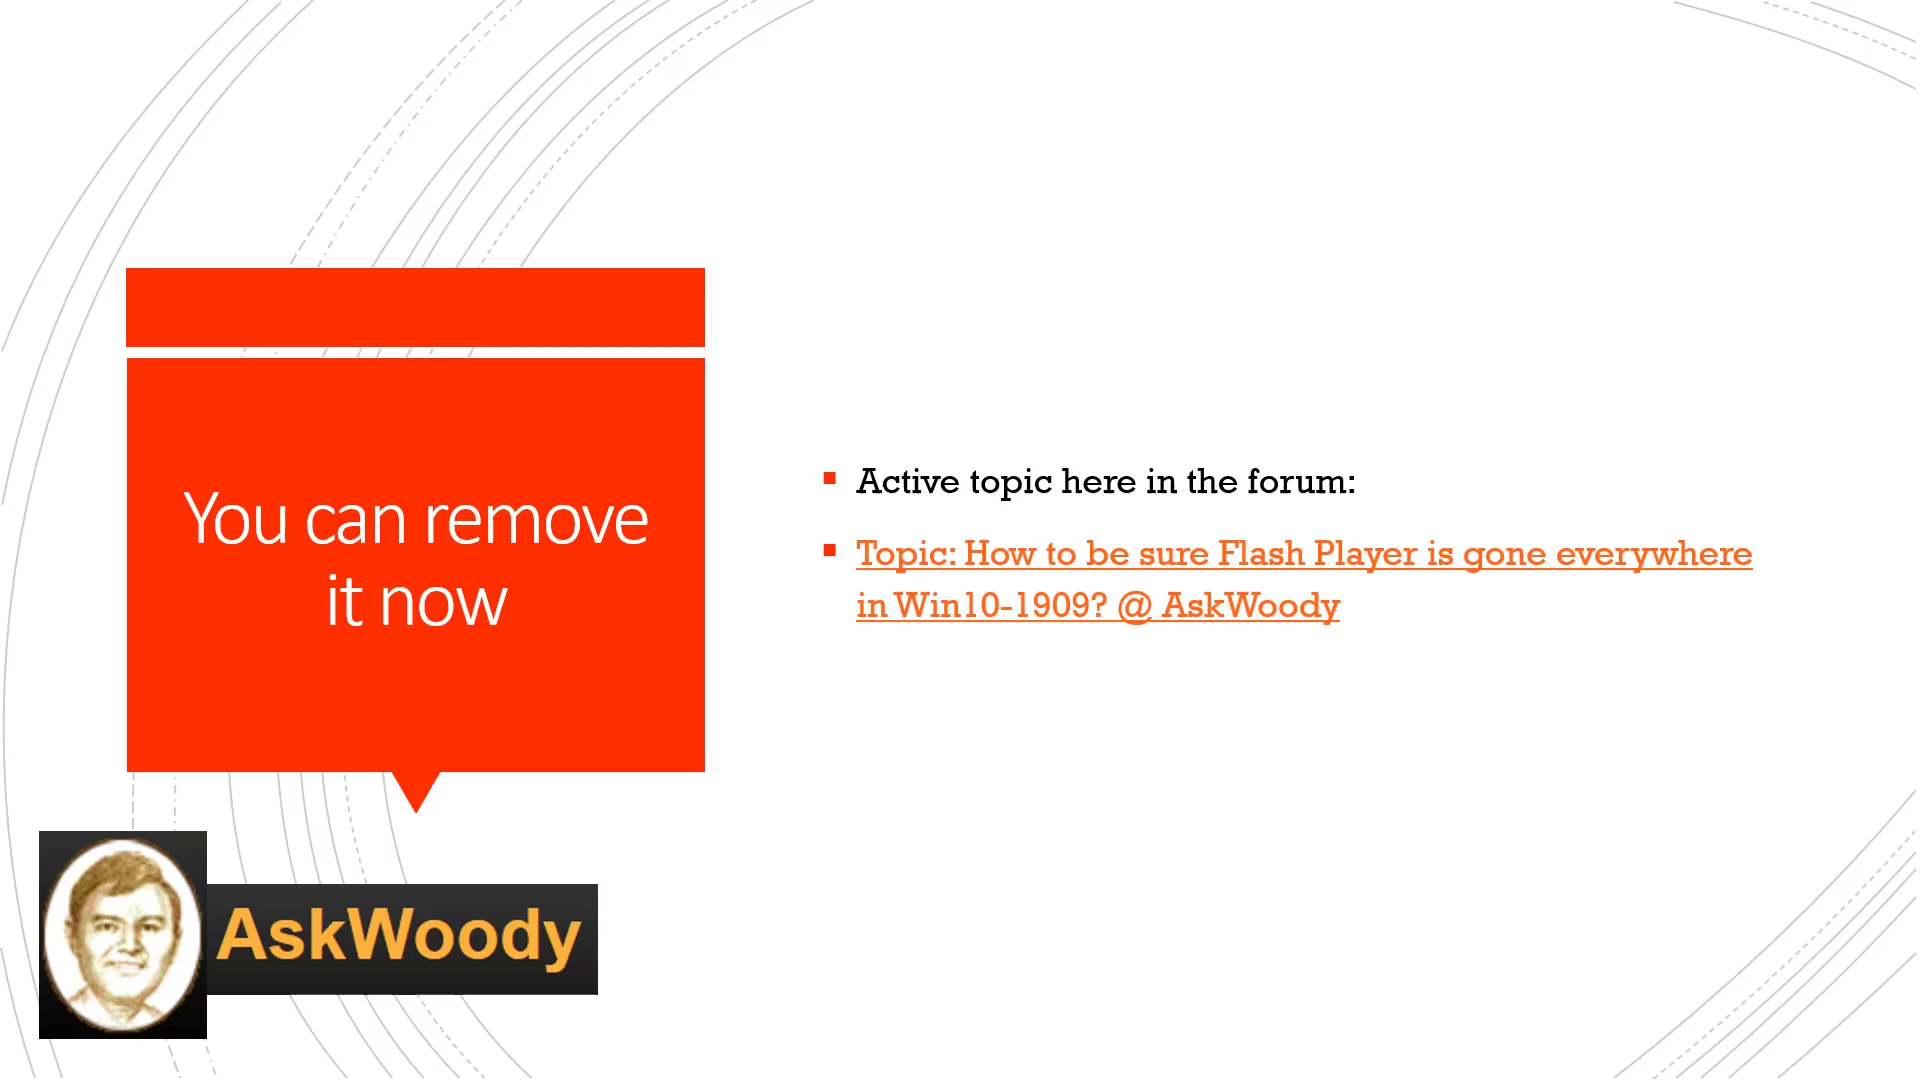 You can remove
it now
Active topic here in the forum:
Topic: How to be sure Flash Player is gone everywhere
in Win10-1909? @ AskWoody
AskWoody